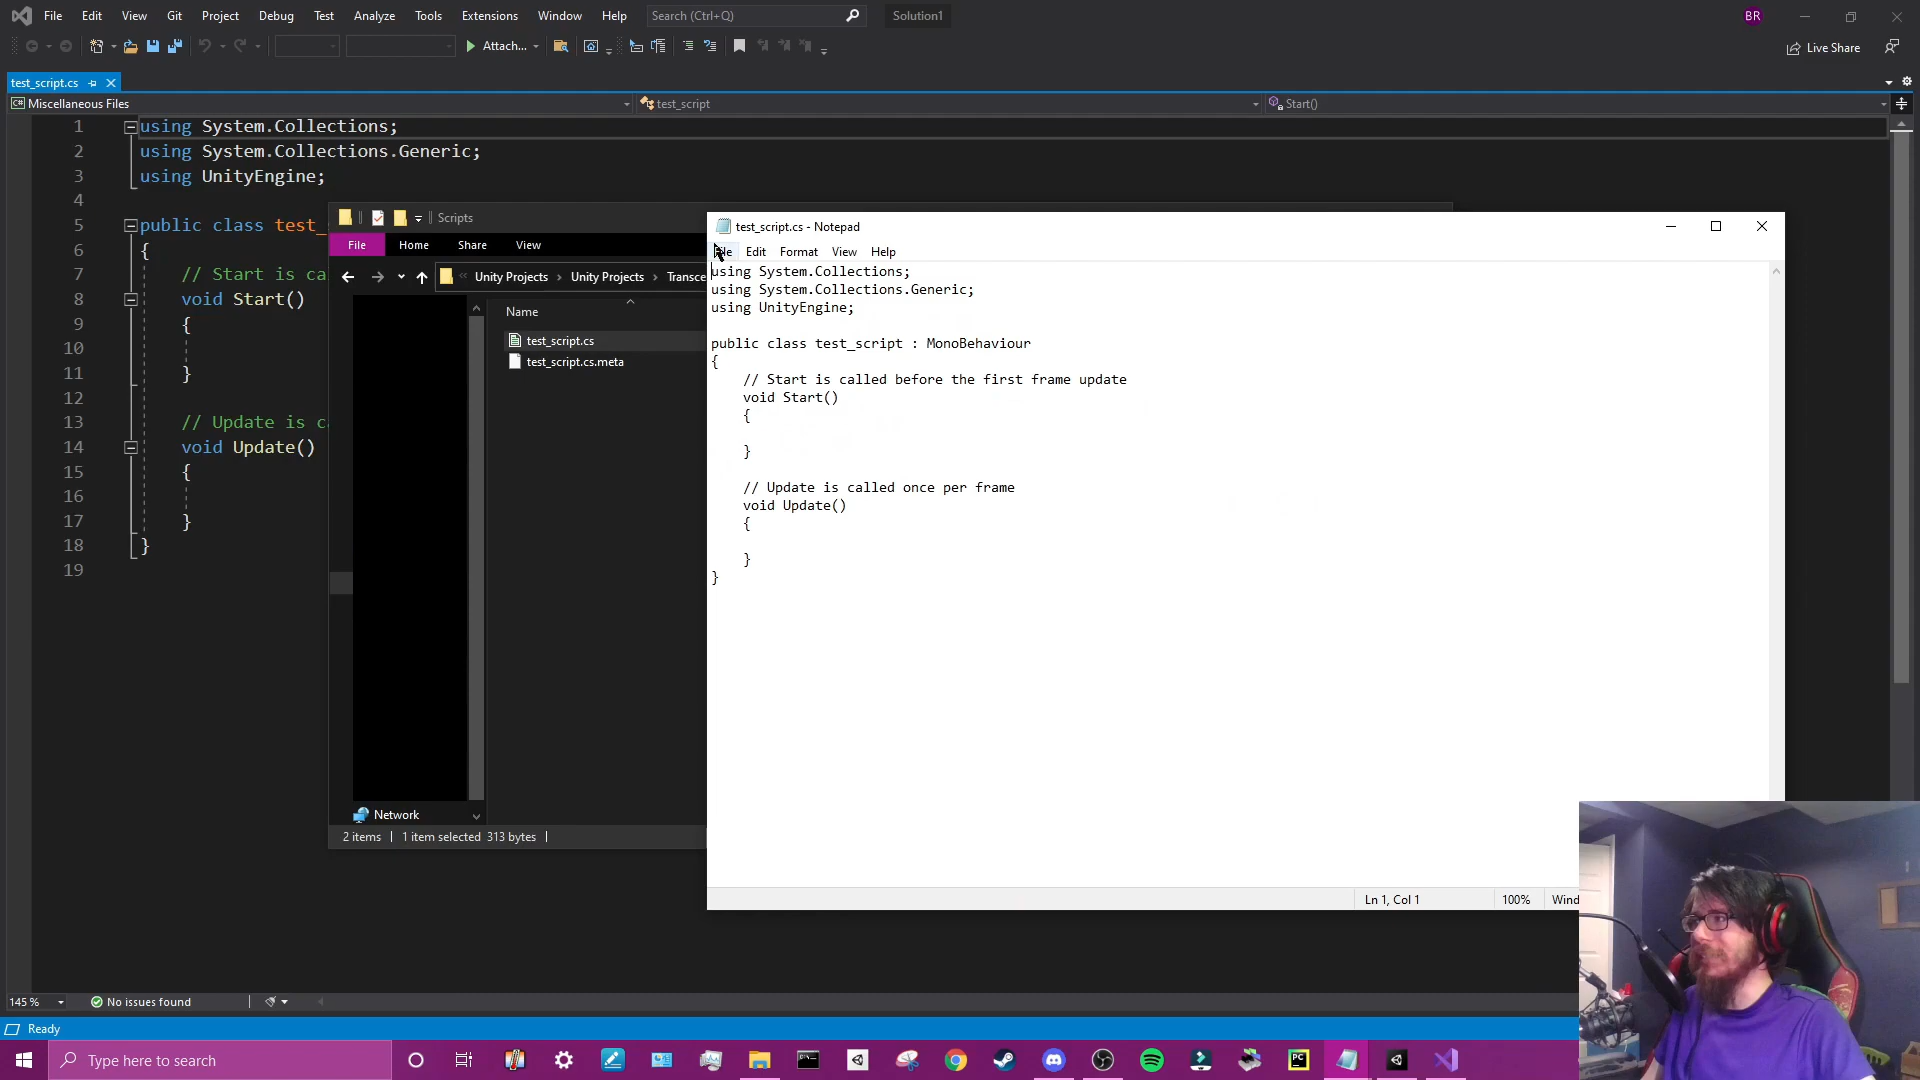 File Edit View Git Project Debug Test Analyze Tools Extensions Window Help Search (Ctrl+Q) Solution1 BR
Attach... Live Share
test_script.cs
C# Miscellaneous Files test_script Start()
1 using System.Collections;
2 using System.Collections.Generic;
3 using UnityEngine;
4
5 public class test_
6 {
7 // Start is ca
8 void Start()
9 {
10
11 }
12
13 // Update is ca
14 void Update()
15 {
16
17 }
18 }
19
145 % No issues found
Ready
Scripts
File Home Share View
Unity Projects Unity Projects Transce
Name
test_script.cs
test_script.cs.meta
Network
2 items 1 item selected 313 bytes
test_script.cs - Notepad
File Edit Format View Help
using System.Collections;
using System.Collections.Generic;
using UnityEngine;
public class test_script : MonoBehaviour
{
// Start is called before the first frame update
void Start()
{
}
// Update is called once per frame
void Update()
{
}
}
Ln 1, Col 1 100% Wind
Type here to search PC